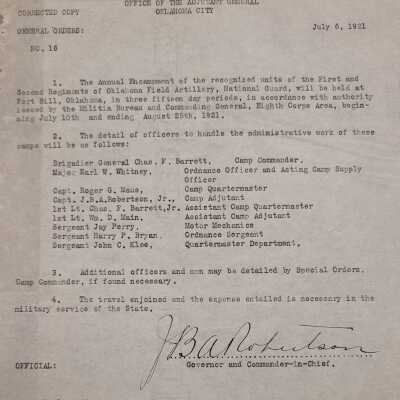 OFFICE OF THE ADJUTANT GENERAL
CORRECTED COPY OKLAHOMA CITY
July 6, 1921
GENERAL ORDERS:
NO. 16
1. The Annual Encampment of the recognized units of the First and
Second Regiments of Oklahoma Field Artillery, National Guard, will be held at
Fort Sill, Oklahoma, in three fifteen day periods, in accordance with authority
issued by the Militia Bureau and Commanding General, Eighth Corps Area, begin-
ning July 10th and ending August 25th, 1921.
2. The detail of officers to handle the administrative work of these
camps will be as follows:
Brigadier General Chas. F. Barrett, Camp Commander.
Major Earl W. Whitney, Ordnance Officer and Acting Camp Supply
Officer
Capt. Roger G. Mans, Camp Quartermaster
Capt. J.B.A.Robertson, Jr., Camp Adjutant
1st Lt. Chas. F. Barrett,Jr. Assistant Camp Quartermaster
1st Lt. Wm D. Main, Assistant Camp Adjutant
Sergeant Jay Perry, Motor Mechanics
Sergeant Harry P. Bryan, Ordnance Sergeant
Sergeant John C. Kloe, Quartermaster Department.
3. Additional officers and men may be detailed by Special Orders,
Camp Commander, if found necessary.
4. The travel enjoined and the expense entailed is necessary in the
military service of the State.
J.B.A. Robertson
Governor and Commander-in-Chief.
OFFICIAL: